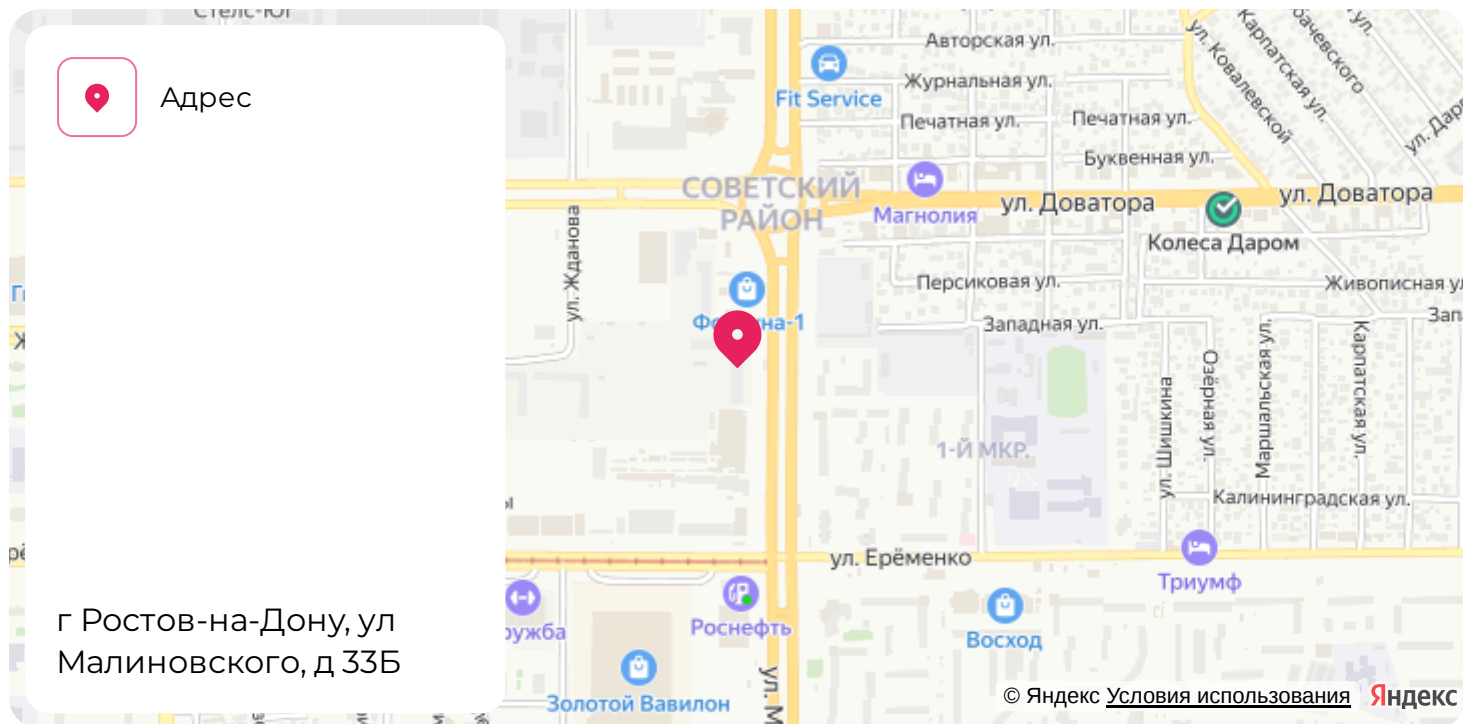 Стелс-Юг
Адрес
г Ростов-на-Дону, ул
Малиновского, д 33Б
Авторская ул.
Fit Service
Журнальная ул.
Печатная ул.
Печатная ул.
Буквенная ул.
ул. Ковалевской
Карпатская ул.
СОВЕТСКИЙ
РАЙОН
Магнолия
ул. Доватора
ул. Доватора
Колеса Даром
ул. Жданова
Персиковая ул.
Живописная
Западная ул.
1-Й МКР.
ул. Шишкина
Озёрная ул.
Маршальская ул.
Карпатская ул.
Калининградская ул.
ул. Ерёменко
Триумф
Роснефть
Восход
Золотой Вавилон
© Яндекс Условия использования Яндекс